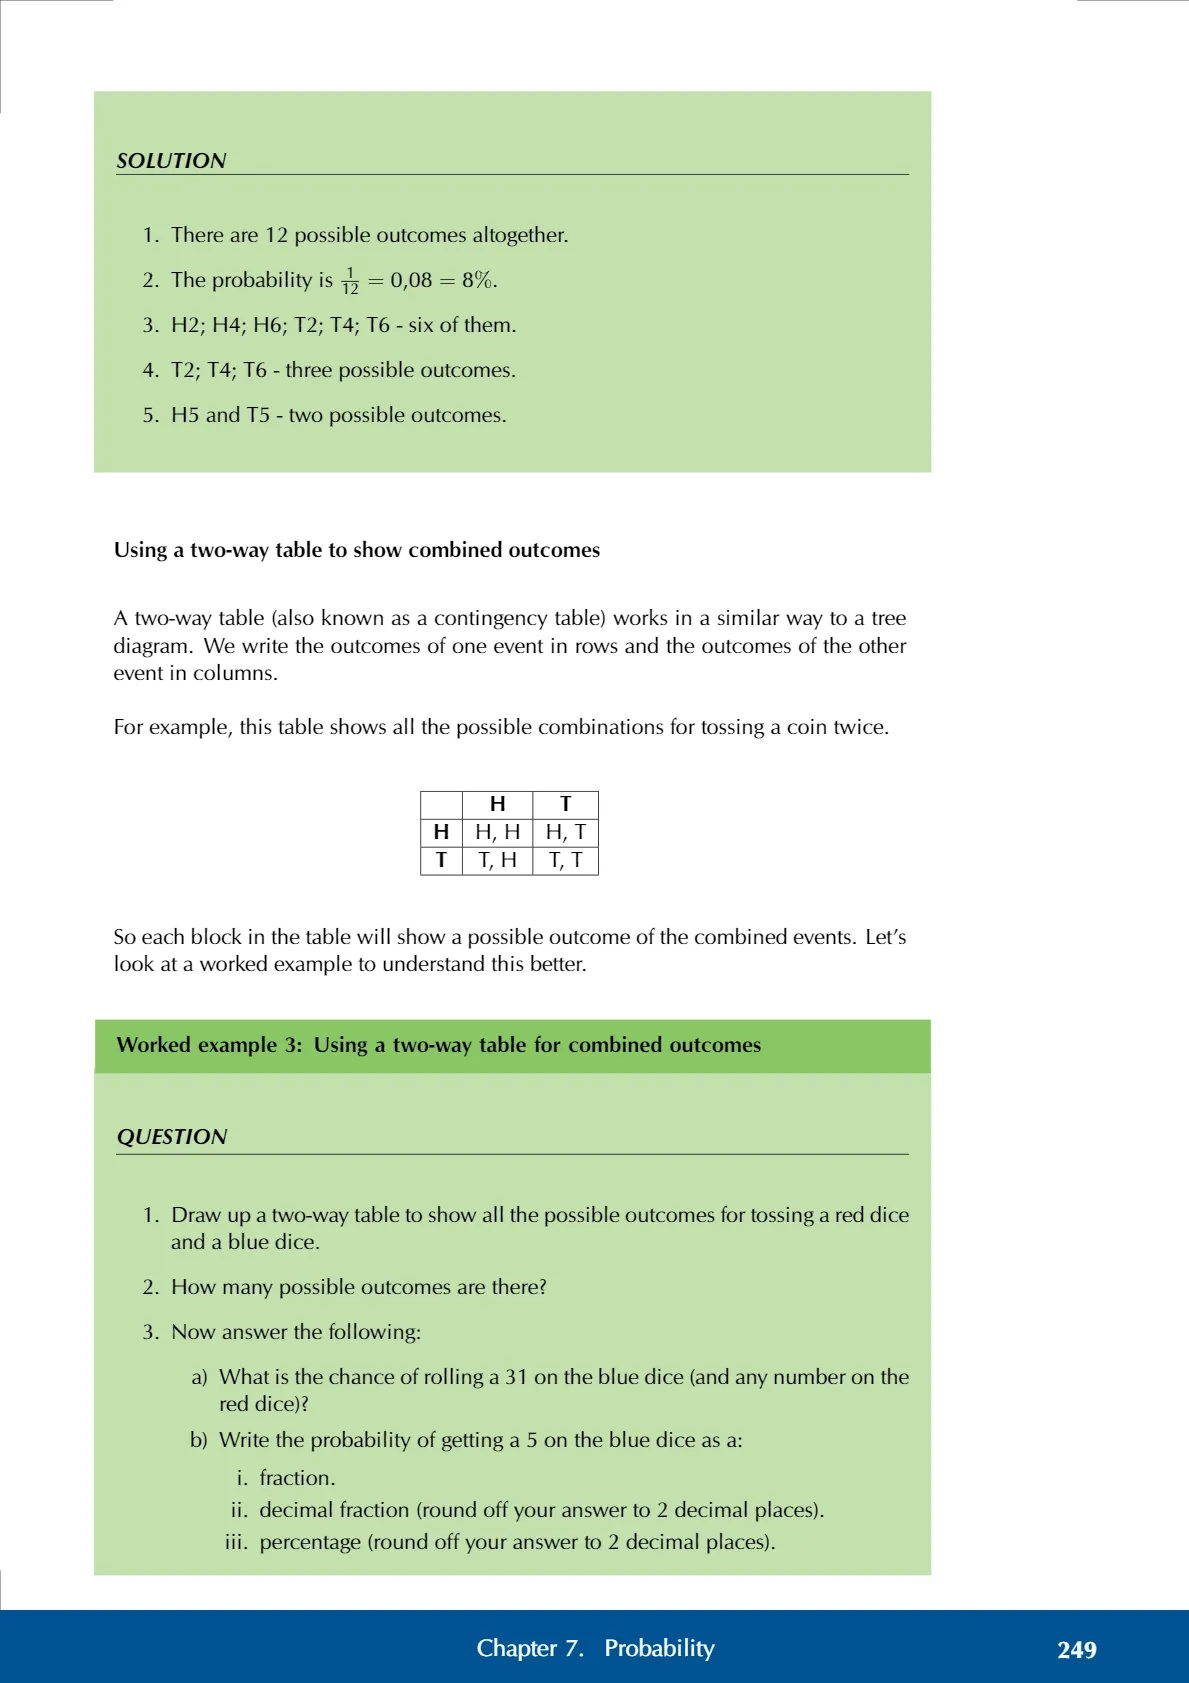 SOLUTION
1. There are 12 possible outcomes altogether.
2. The probability is 1/12 = 0,08 = 8%.
3. H2; H4; H6; T2; T4; T6 - six of them.
4. T2; T4; T6 - three possible outcomes.
5. H5 and T5 - two possible outcomes.
Using a two-way table to show combined outcomes
A two-way table (also known as a contingency table) works in a similar way to a tree
diagram. We write the outcomes of one event in rows and the outcomes of the other
event in columns.
For example, this table shows all the possible combinations for tossing a coin twice.
H T
H H, H H, T
T T, H T, T
So each block in the table will show a possible outcome of the combined events. Let’s
look at a worked example to understand this better.
Worked example 3: Using a two-way table for combined outcomes
QUESTION
1. Draw up a two-way table to show all the possible outcomes for tossing a red dice
and a blue dice.
2. How many possible outcomes are there?
3. Now answer the following:
a) What is the chance of rolling a 31 on the blue dice (and any number on the
red dice)?
b) Write the probability of getting a 5 on the blue dice as a:
i. fraction.
ii. decimal fraction (round off your answer to 2 decimal places).
iii. percentage (round off your answer to 2 decimal places).
Chapter 7. Probability 249